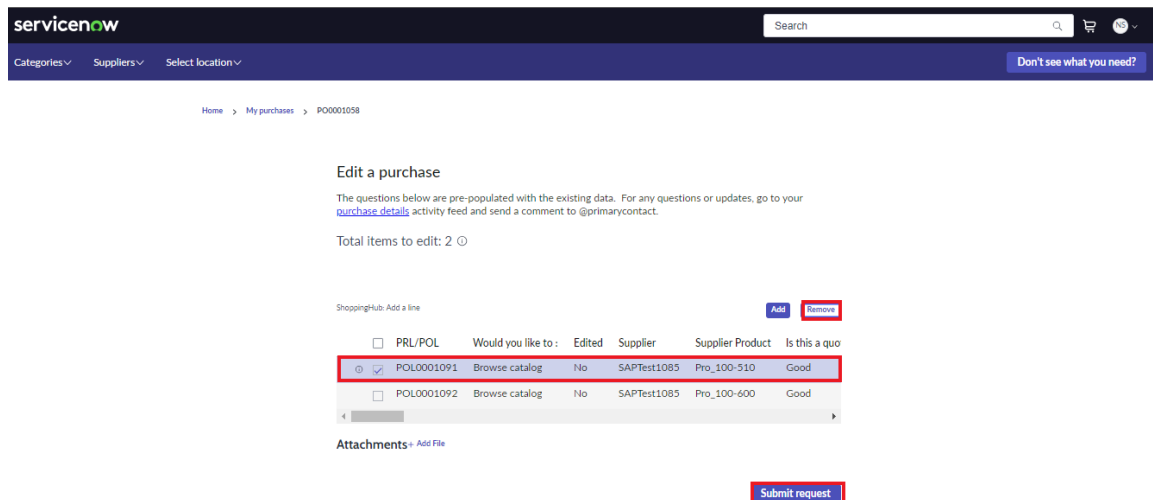 servicenow
Search
NS
Categories Suppliers Select location
Don't see what you need?
Home > My purchases > PO0001058
Edit a purchase
The questions below are pre-populated with the existing data. For any questions or updates, go to your
purchase details activity feed and send a comment to @primarycontact.
Total items to edit: 2
ShoppingHub: Add a line
Add Remove
PRL/POL Would you like to : Edited Supplier Supplier Product Is this a quo
POL0001091 Browse catalog No SAPTest1085 Pro_100-510 Good
POL0001092 Browse catalog No SAPTest1085 Pro_100-600 Good
Attachments+ Add File
Submit request